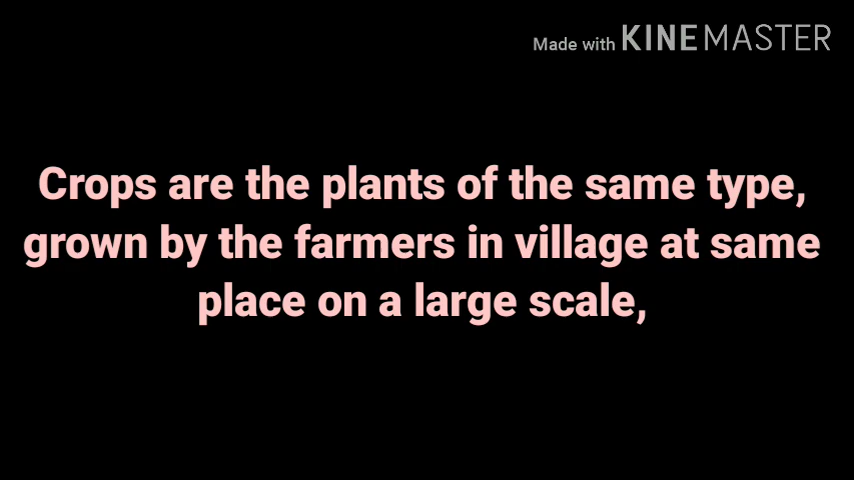 Made with KINEMASTER
Crops are the plants of the same type,
grown by the farmers in village at same
place on a large scale,